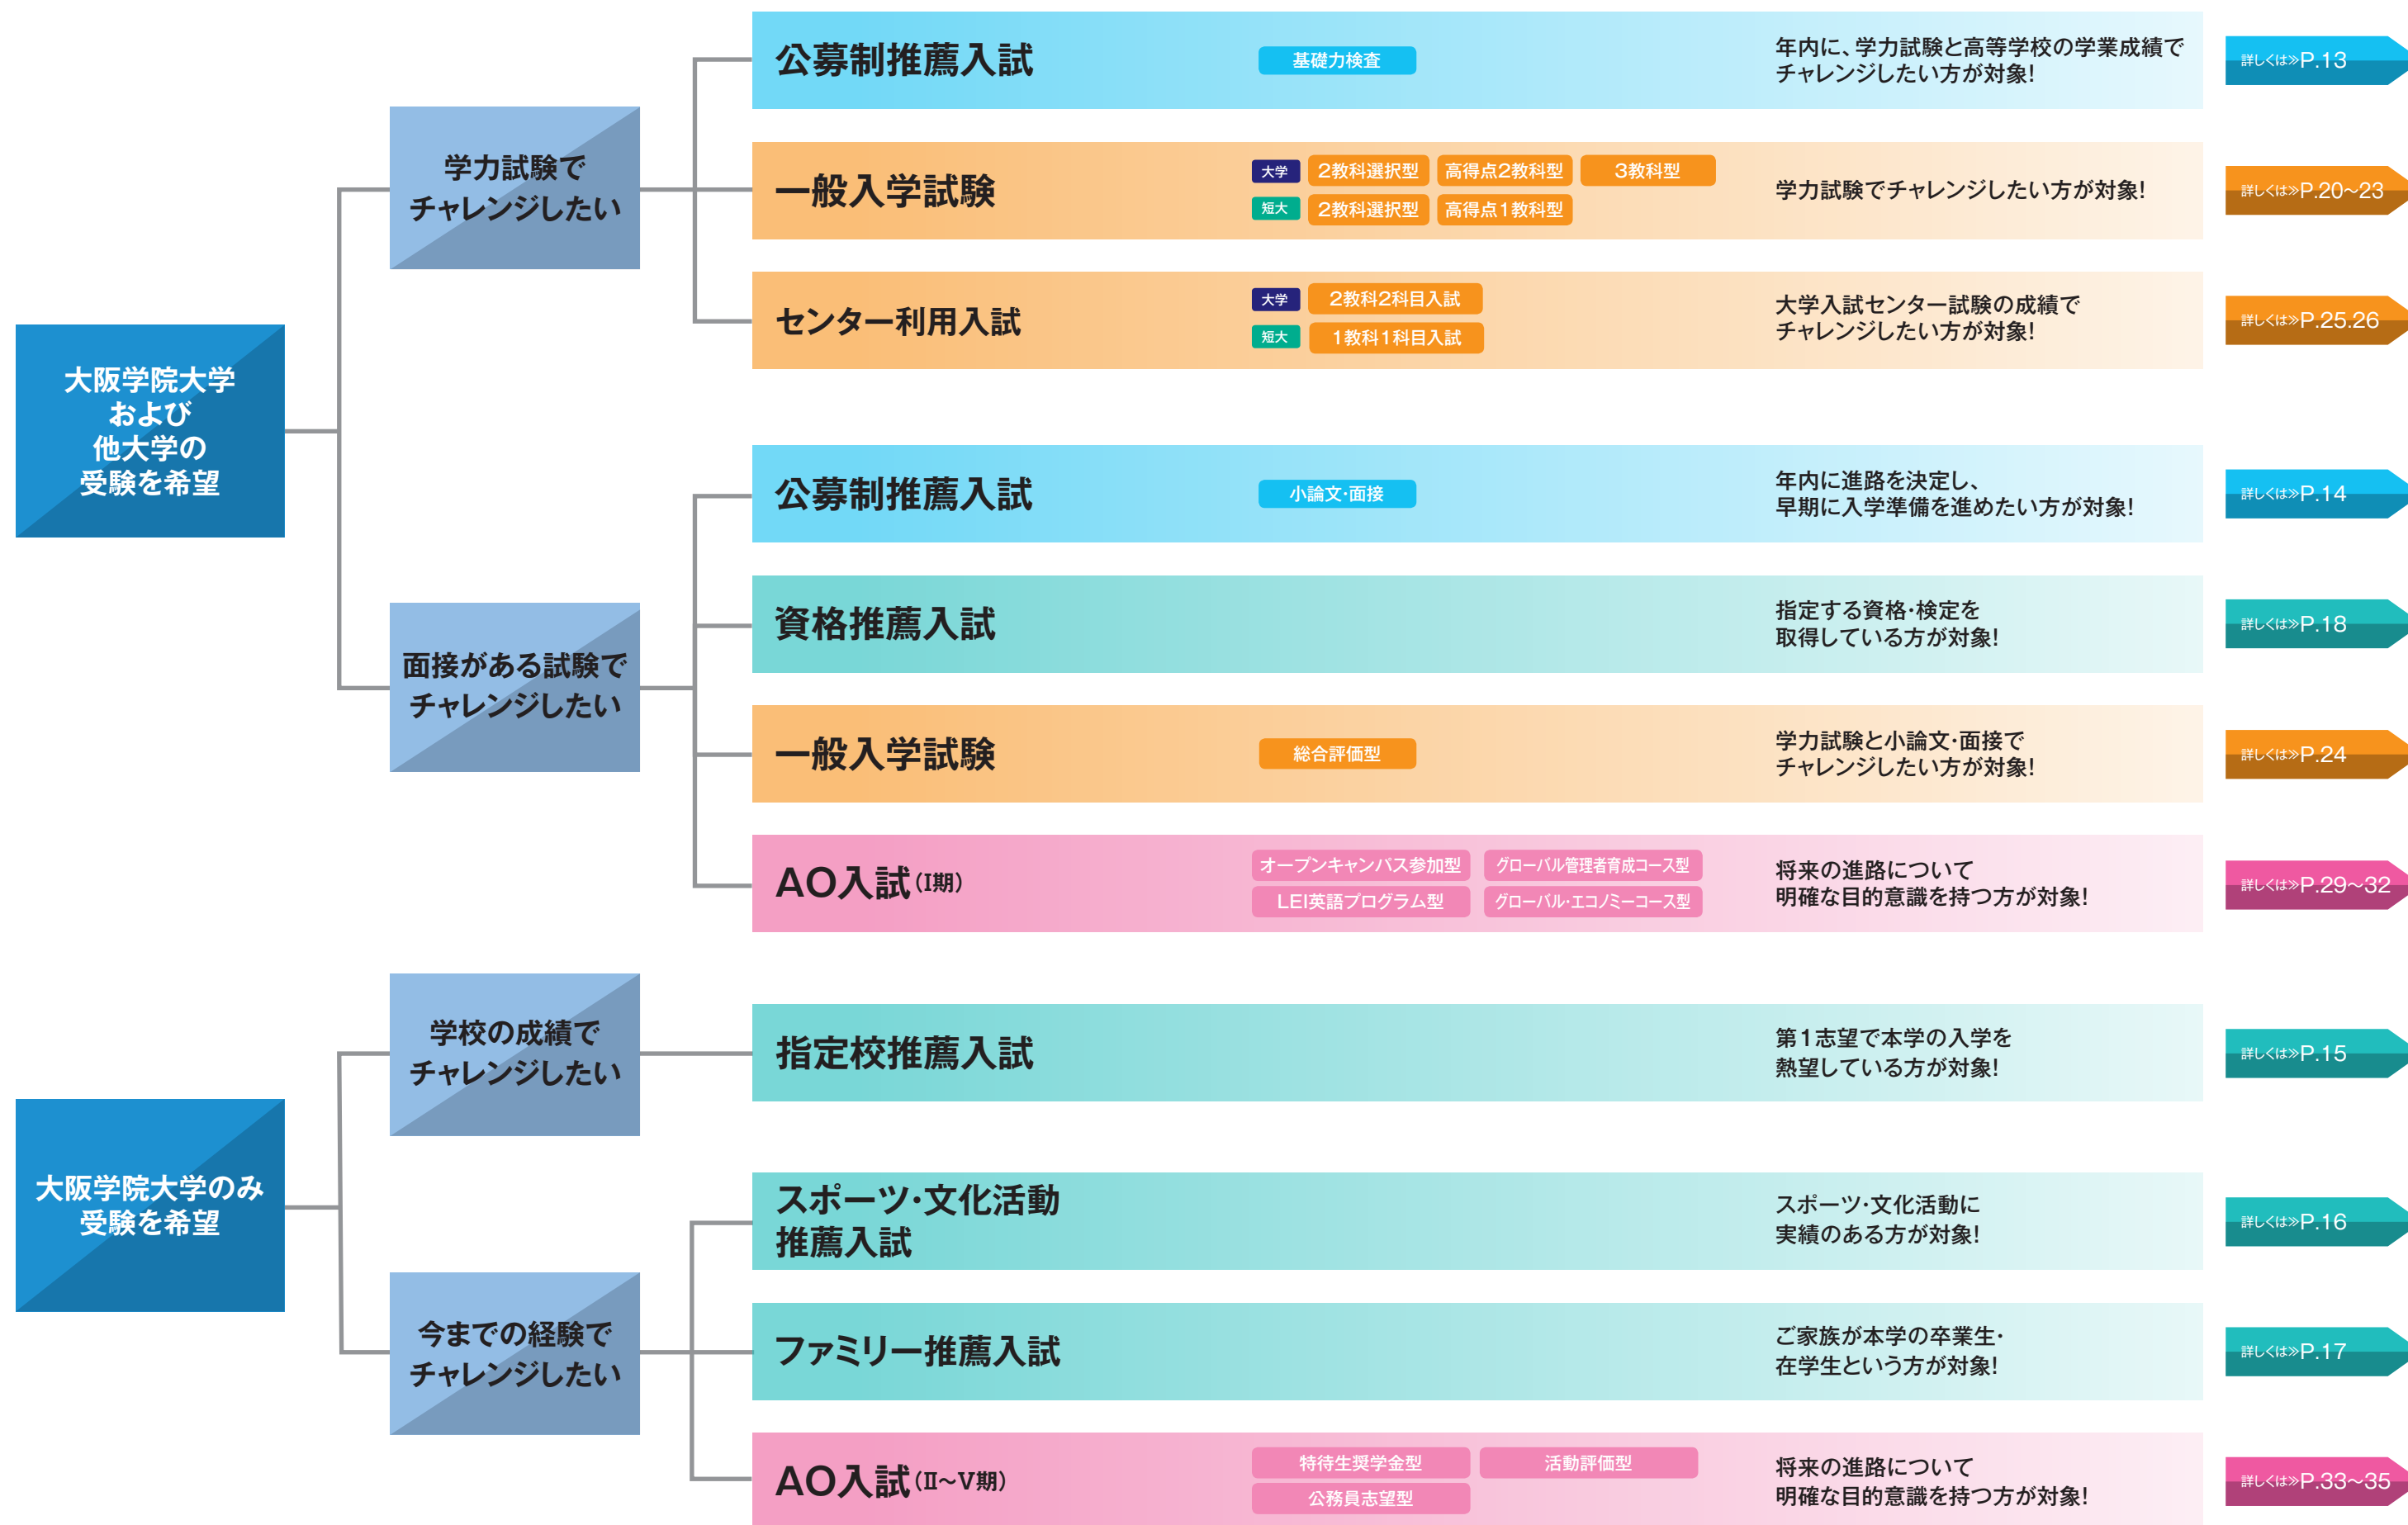 大阪学院大学
および
他大学の
受験を希望
学力試験で
チャレンジしたい
公募制推薦入試
基礎力検査
年内に、学力試験と高等学校の学業成績で
チャレンジしたい方が対象!
詳しくは≫P.13
一般入学試験
大学 2教科選択型 高得点2教科型 3教科型
短大 2教科選択型 高得点1教科型
学力試験でチャレンジしたい方が対象!
詳しくは≫P.20～23
センター利用入試
大学 2教科2科目入試
短大 1教科1科目入試
大学入試センター試験の成績で
チャレンジしたい方が対象!
詳しくは≫P.25.26
面接がある試験で
チャレンジしたい
公募制推薦入試
小論文・面接
年内に進路を決定し、
早期に入学準備を進めたい方が対象!
詳しくは≫P.14
資格推薦入試
指定する資格・検定を
取得している方が対象!
詳しくは≫P.18
一般入学試験
総合評価型
学力試験と小論文・面接で
チャレンジしたい方が対象!
詳しくは≫P.24
AO入試(I期)
オープンキャンパス参加型 グローバル管理者育成コース型
LEI英語プログラム型 グローバル・エコノミーコース型
将来の進路について
明確な目的意識を持つ方が対象!
詳しくは≫P.29～32
大阪学院大学のみ
受験を希望
学校の成績で
チャレンジしたい
指定校推薦入試
第1志望で本学の入学を
熱望している方が対象!
詳しくは≫P.15
今までの経験で
チャレンジしたい
スポーツ・文化活動
推薦入試
スポーツ・文化活動に
実績のある方が対象!
詳しくは≫P.16
ファミリー推薦入試
ご家族が本学の卒業生・
在学生という方が対象!
詳しくは≫P.17
AO入試(II～V期)
特待生奨学金型 活動評価型
公務員志望型
将来の進路について
明確な目的意識を持つ方が対象!
詳しくは≫P.33～35